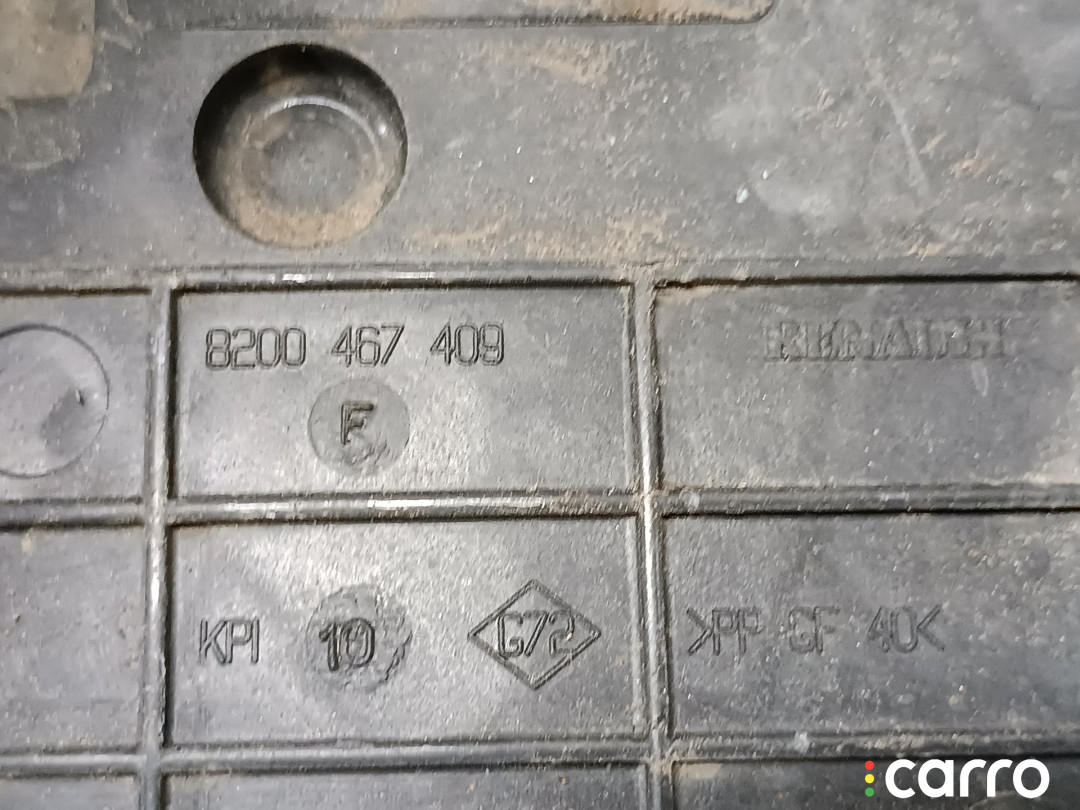 8200 467 409
RENAULT
F
KPI 10 G72 >PP GF 40<
carro